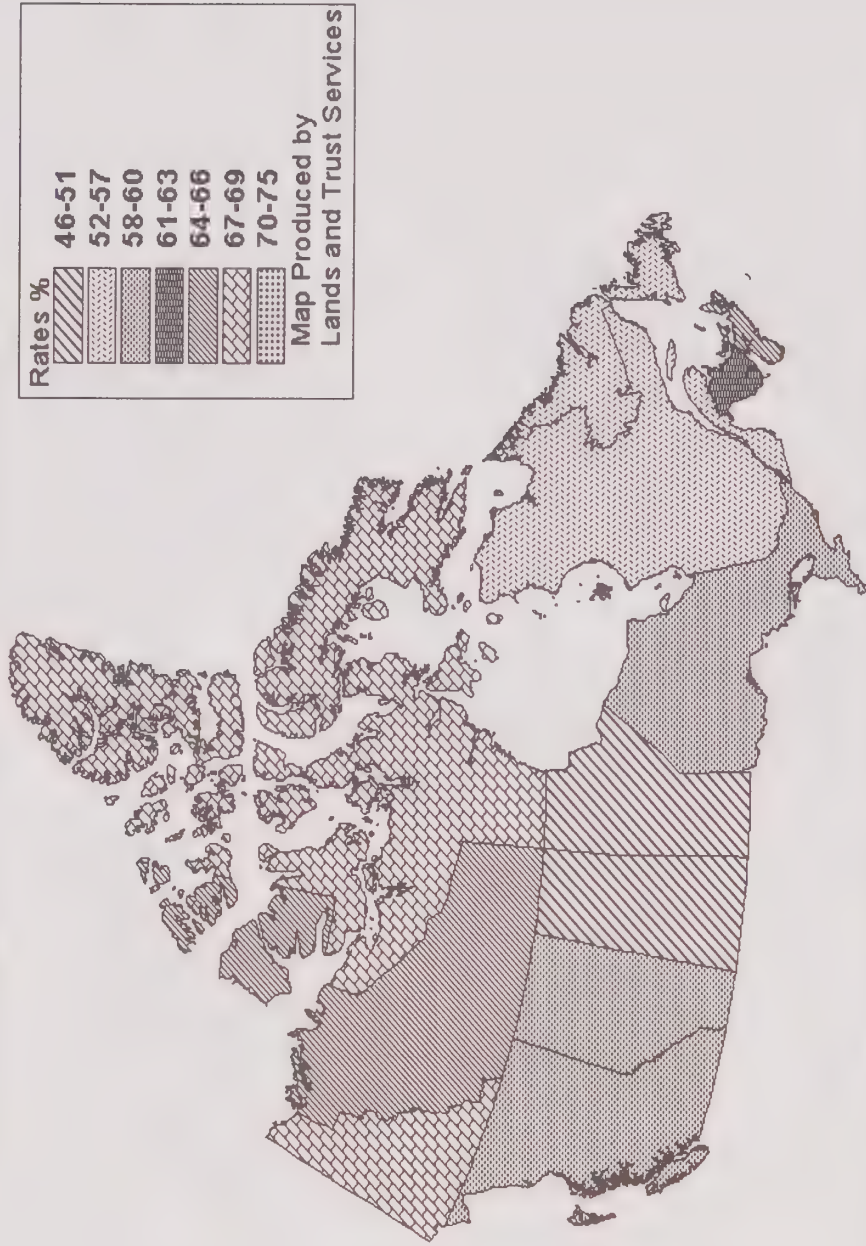 Rates %
46-51
52-57
58-60
61-63
64-66
67-69
70-75
Map Produced by
Lands and Trust Services